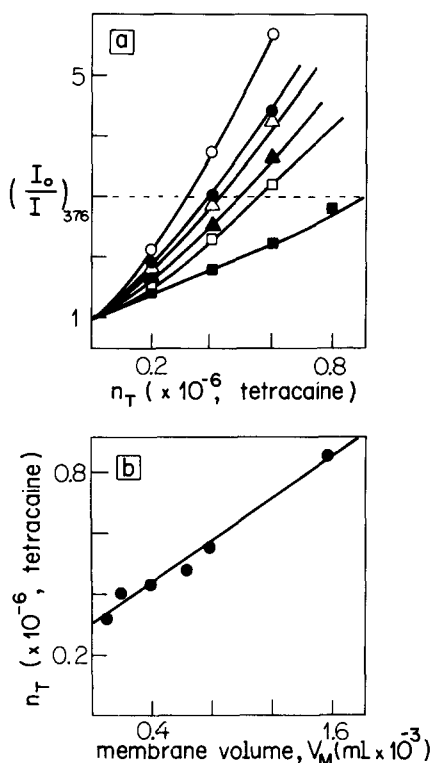 a
5
(I₀/I)₃₇₆
1
0.2
0.8
n_T ( x 10⁻⁶, tetracaine)
b
n_T ( x 10⁻⁶, tetracaine)
0.8
0.2
0.4
1.6
membrane volume, V_M (mL x 10⁻³)